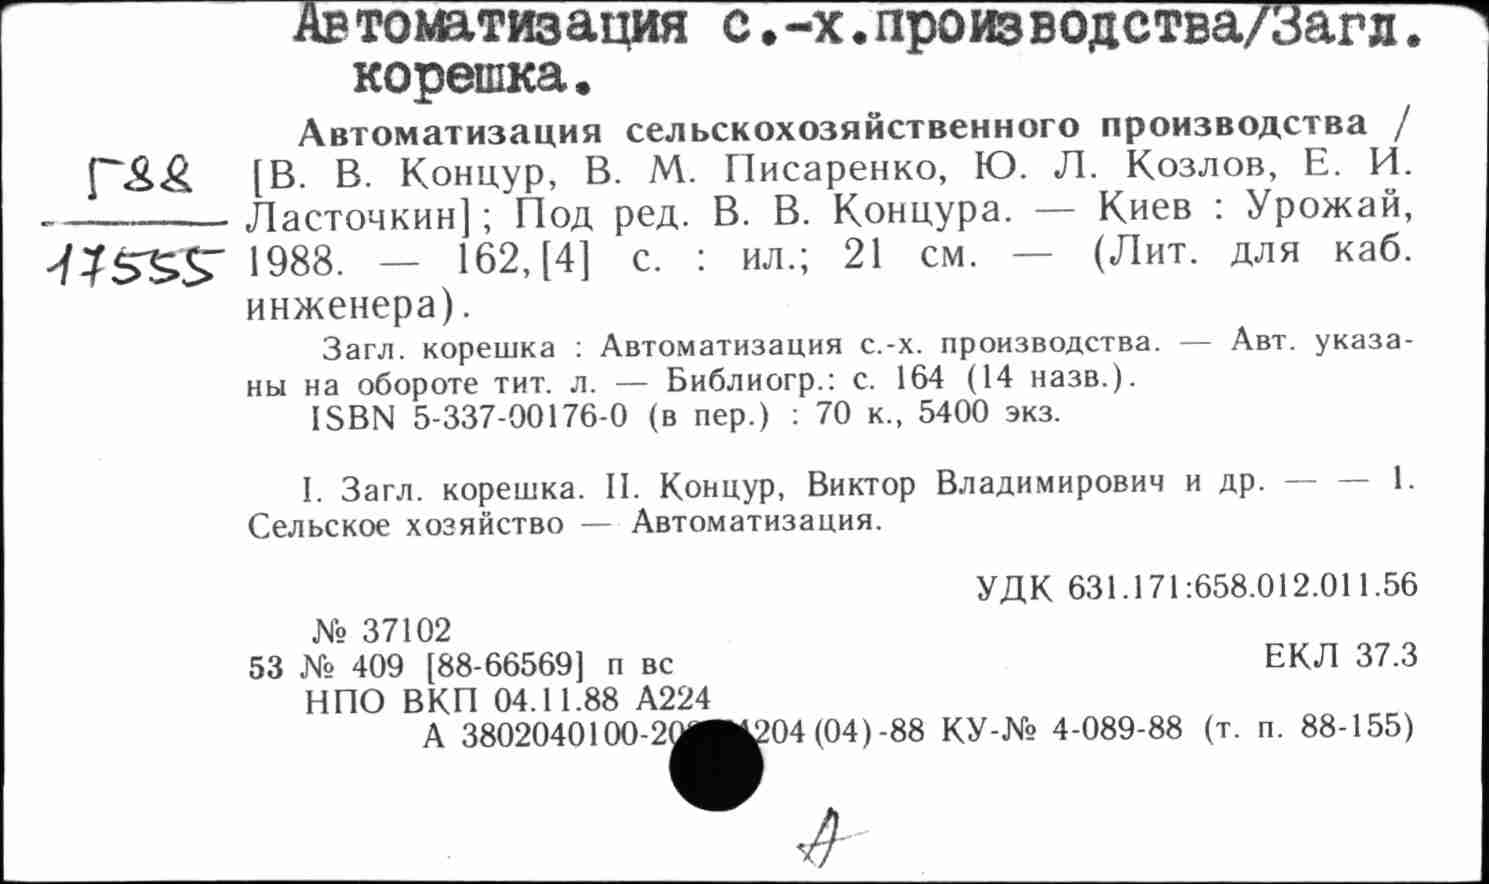 Автоматизация с.-х.производства/Загл.
корешка.
Автоматизация сельскохозяйственного производства /
Г88
[В. В. Концур, В. М. Писаренко, Ю. Л. Козлов, Е. И.
Ласточкин] ; Под ред. В. В. Концура. — Киев : Урожай,
17555
1988. — 162, [4] с. : ил.; 21 см. — (Лит. для каб.
инженера).
Загл. корешка : Автоматизация с.-х. производства. — Авт. указа-
ны на обороте тит. л. — Библиогр.: с. 164 (14 назв.).
ISBN 5-337-00176-0 (в пер.) : 70 к., 5400 экз.
I. Загл. корешка. II. Концур, Виктор Владимирович и др. — — 1.
Сельское хозяйство — Автоматизация.
УДК 631.171:658.012.011.56
№ 37102
53 № 409 [88-66569] п вс
ЕКЛ 37.3
НПО ВКП 04.11.88 А224
А 3802040100-20 204 (04) -88 КУ-№ 4-089-88 (т. п. 88-155)
А